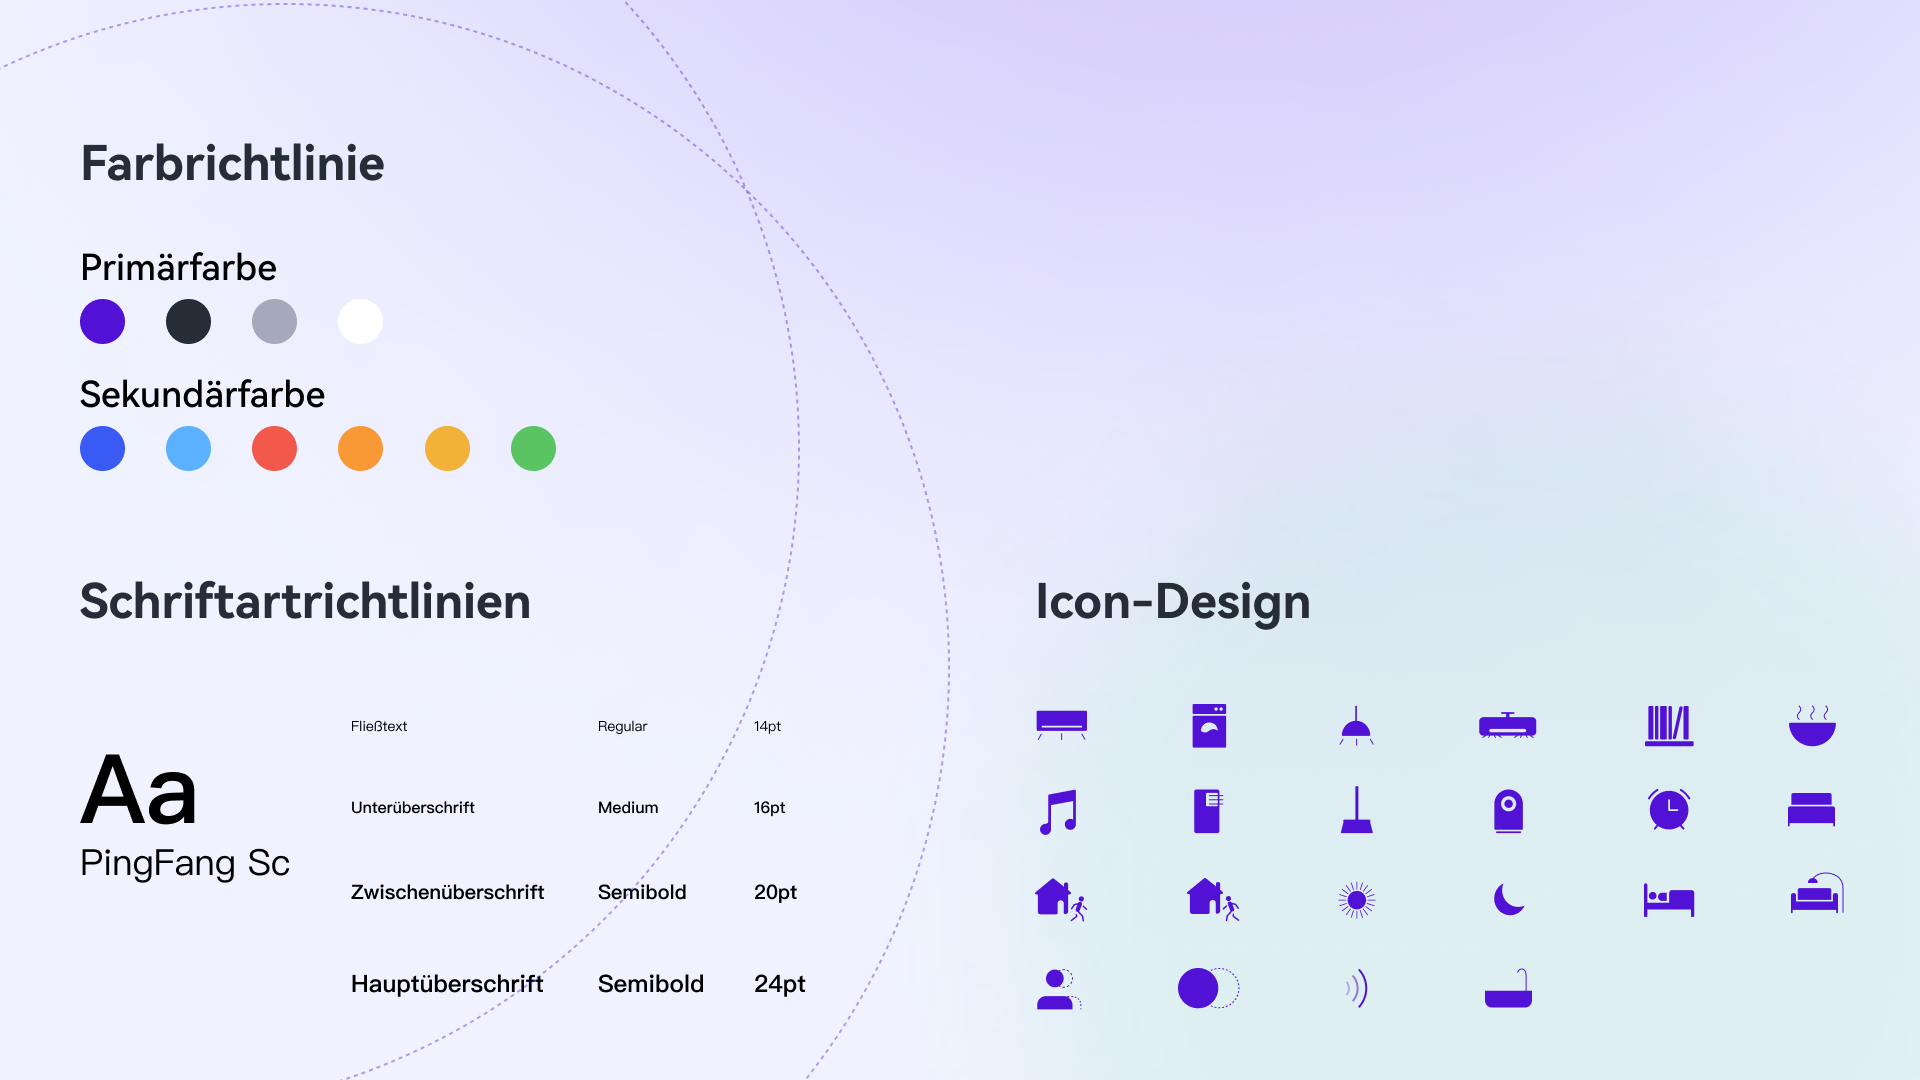 Farbrichtlinie
Primärfarbe
Sekundärfarbe
Schriftartrichtlinien
Aa
PingFang Sc
Fließtext Regular 14pt
Unterüberschrift Medium 16pt
Zwischenüberschrift Semibold 20pt
Hauptüberschrift Semibold 24pt
Icon-Design